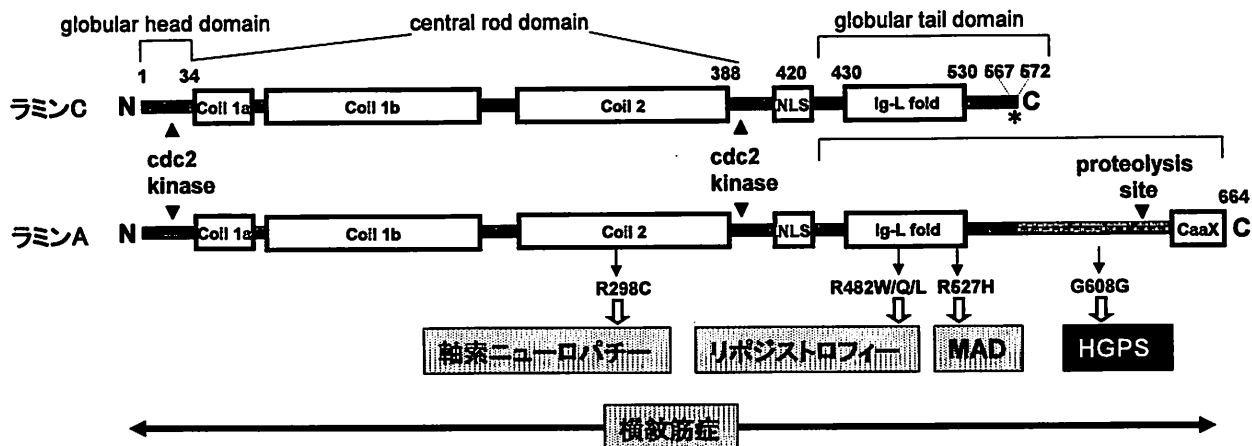 globular head domain central rod domain globular tail domain
1 34 388 420 430 530 567 572
ラミンC N Coil 1a Coil 1b Coil 2 NLS Ig-L fold C
*
cdc2 kinase cdc2 kinase
proteolysis site
664
ラミンA N Coil 1a Coil 1b Coil 2 NLS Ig-L fold CaaX C
R298C R482W/Q/L R527H G608G
軸索ニューロパチー リポジストロフィー MAD HGPS
横紋筋症